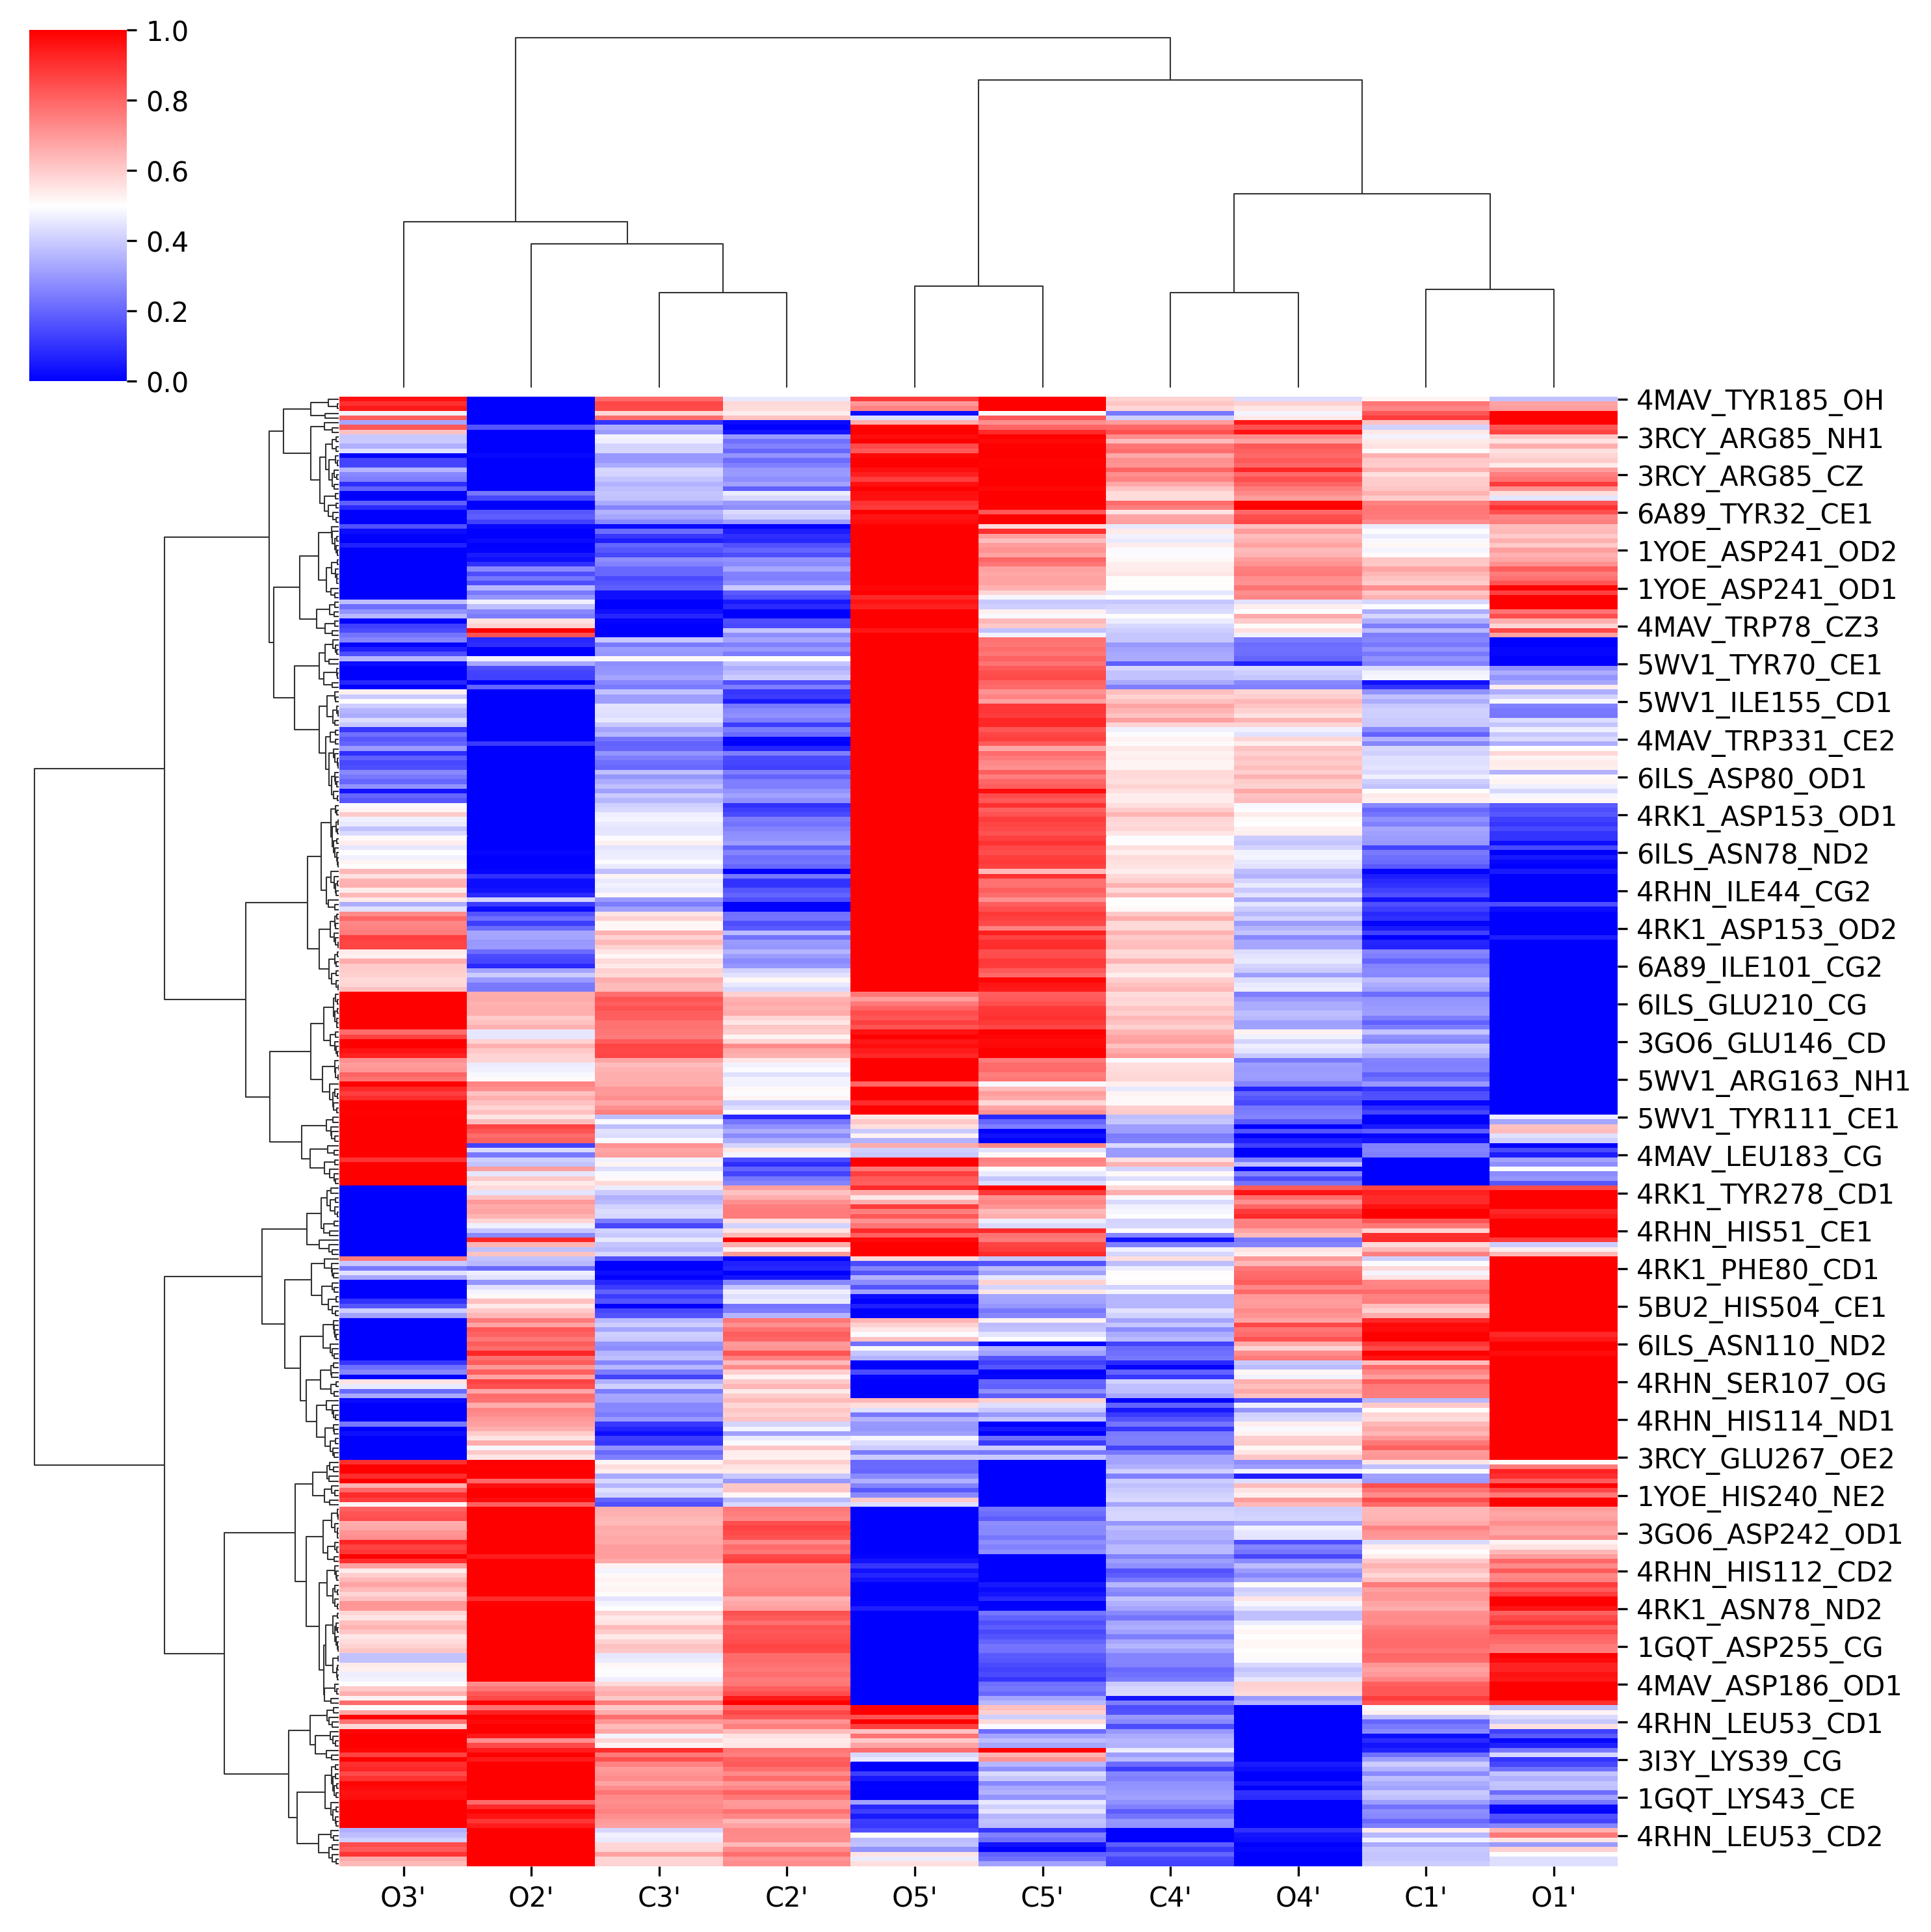 1.0
0.8
0.6
0.4
0.2
0.0
4MAV_TYR185_OH
3RCY_ARG85_NH1
3RCY_ARG85_CZ
6A89_TYR32_CE1
1YOE_ASP241_OD2
1YOE_ASP241_OD1
4MAV_TRP78_CZ3
5WV1_TYR70_CE1
5WV1_ILE155_CD1
4MAV_TRP331_CE2
6ILS_ASP80_OD1
4RK1_ASP153_OD1
6ILS_ASN78_ND2
4RHN_ILE44_CG2
4RK1_ASP153_OD2
6A89_ILE101_CG2
6ILS_GLU210_CG
3GO6_GLU146_CD
5WV1_ARG163_NH1
5WV1_TYR111_CE1
4MAV_LEU183_CG
4RK1_TYR278_CD1
4RHN_HIS51_CE1
4RK1_PHE80_CD1
5BU2_HIS504_CE1
6ILS_ASN110_ND2
4RHN_SER107_OG
4RHN_HIS114_ND1
3RCY_GLU267_OE2
1YOE_HIS240_NE2
3GO6_ASP242_OD1
4RHN_HIS112_CD2
4RK1_ASN78_ND2
1GQT_ASP255_CG
4MAV_ASP186_OD1
4RHN_LEU53_CD1
3I3Y_LYS39_CG
1GQT_LYS43_CE
4RHN_LEU53_CD2
O3' O2' C3' C2' O5' C5' C4' O4' C1' O1'